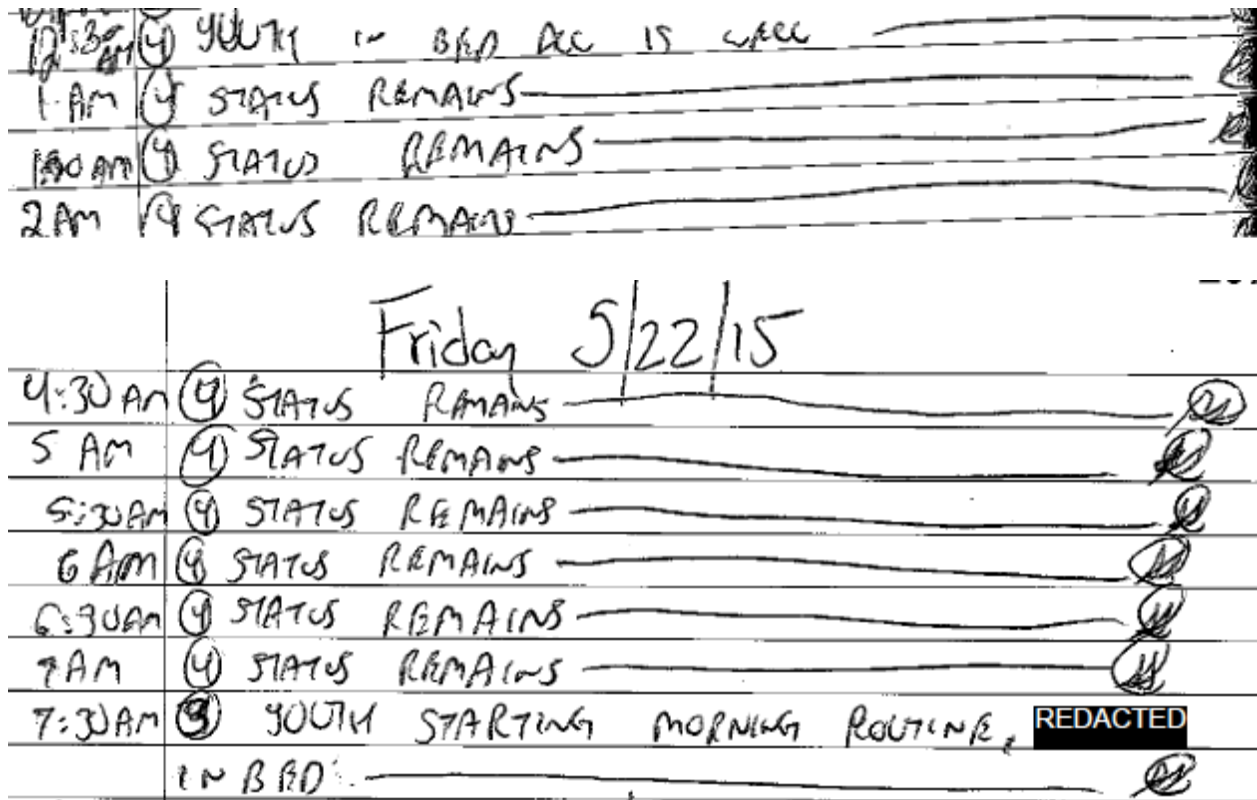 12:30 AM (4) YOUTH IN BED ALL IS WELL
1 AM (4) STATUS REMAINS
1:30 AM (4) STATUS REMAINS
2 AM (4) STATUS REMAINS
Friday 5/22/15
4:30 AM (4) STATUS REMAINS
5 AM (4) STATUS REMAINS
5:30 AM (4) STATUS REMAINS
6 AM (4) STATUS REMAINS
6:30 AM (4) STATUS REMAINS
7 AM (4) STATUS REMAINS
7:30 AM (3) YOUTH STARTING MORNING ROUTINE, REDACTED
IN BED.